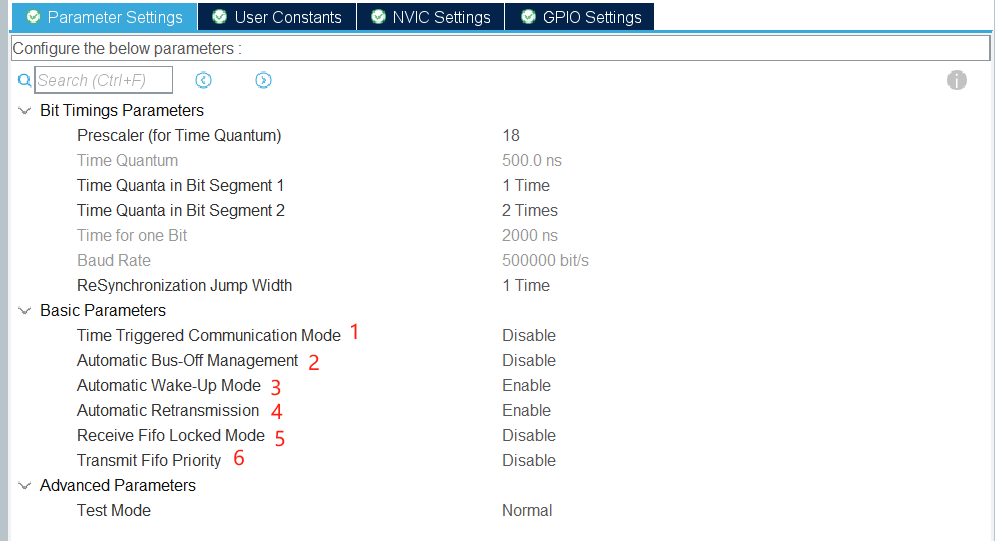 Parameter Settings User Constants NVIC Settings GPIO Settings
Configure the below parameters :
Search (Ctrl+F)
Bit Timings Parameters
Prescaler (for Time Quantum) 18
Time Quantum 500.0 ns
Time Quanta in Bit Segment 1 1 Time
Time Quanta in Bit Segment 2 2 Times
Time for one Bit 2000 ns
Baud Rate 500000 bit/s
ReSynchronization Jump Width 1 Time
Basic Parameters
Time Triggered Communication Mode 1 Disable
Automatic Bus-Off Management 2 Disable
Automatic Wake-Up Mode 3 Enable
Automatic Retransmission 4 Enable
Receive Fifo Locked Mode 5 Disable
Transmit Fifo Priority 6 Disable
Advanced Parameters
Test Mode Normal